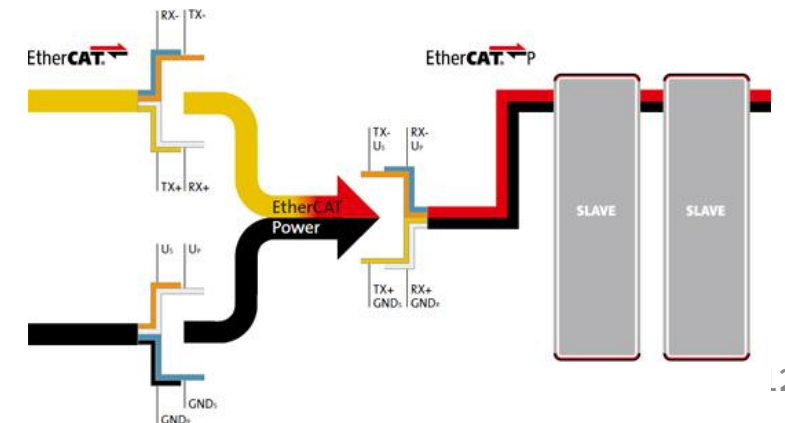 RX- TX-
EtherCAT.
TX+ RX+
EtherCAT. P
TX- RX-
Us UP
EtherCAT
Power
TX+ RX+
GNDs GNDP
SLAVE SLAVE
Us UP
GNDs
GNDP